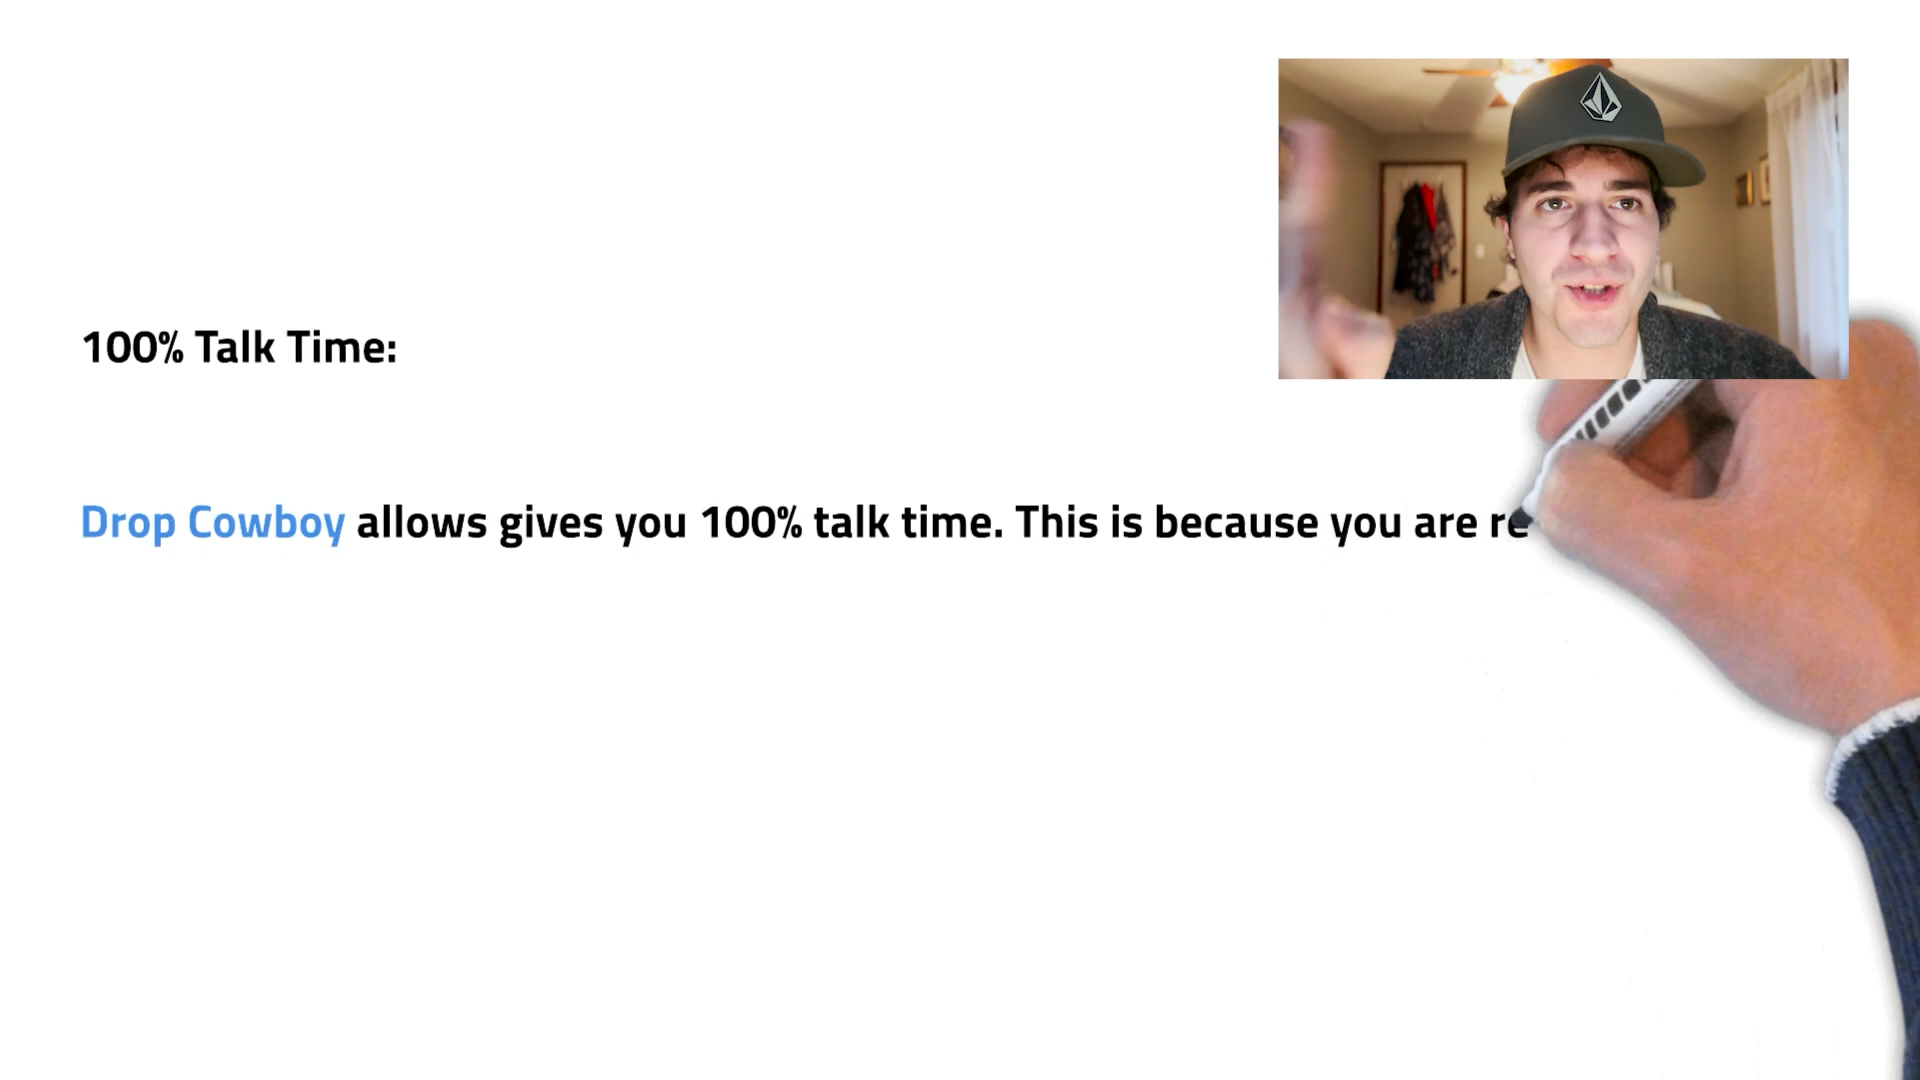 100% Talk Time:
Drop Cowboy allows gives you 100% talk time. This is because you are re